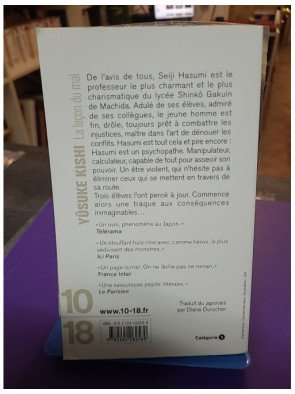 YÛSUKE KISHI La leçon du mal
De l'avis de tous, Seiji Hasumi est le
professeur le plus charmant et le plus
charismatique du lycée Shinkô Gakuin
de Machida. Adulé de ses élèves, admiré
de ses collègues, le jeune homme est
fin, drôle, toujours prêt à combattre les
injustices, maître dans l'art de dénouer les
conflits. Hasumi est tout cela et pire encore :
Hasumi est un psychopathe. Manipulateur,
calculateur, capable de tout pour asseoir son
pouvoir. Un être violent, qui n'hésite pas à
éliminer ceux qui se mettent en travers de
sa route.
Trois élèves l'ont percé à jour. Commence
alors une traque aux conséquences
inimaginables...
"Un ovni, phénomène au Japon."
Télérama
"Un étouffant huis clos avec, comme héros, le plus
séduisant des monstres."
Ici Paris
"Un page-turner. On ne lâche pas ce roman."
France Inter
"Une savoureuse pépite littéraire."
Le Parisien
10
18
www.10-18.fr
Traduit du japonais
par Diane Durocher
Catégorie 3